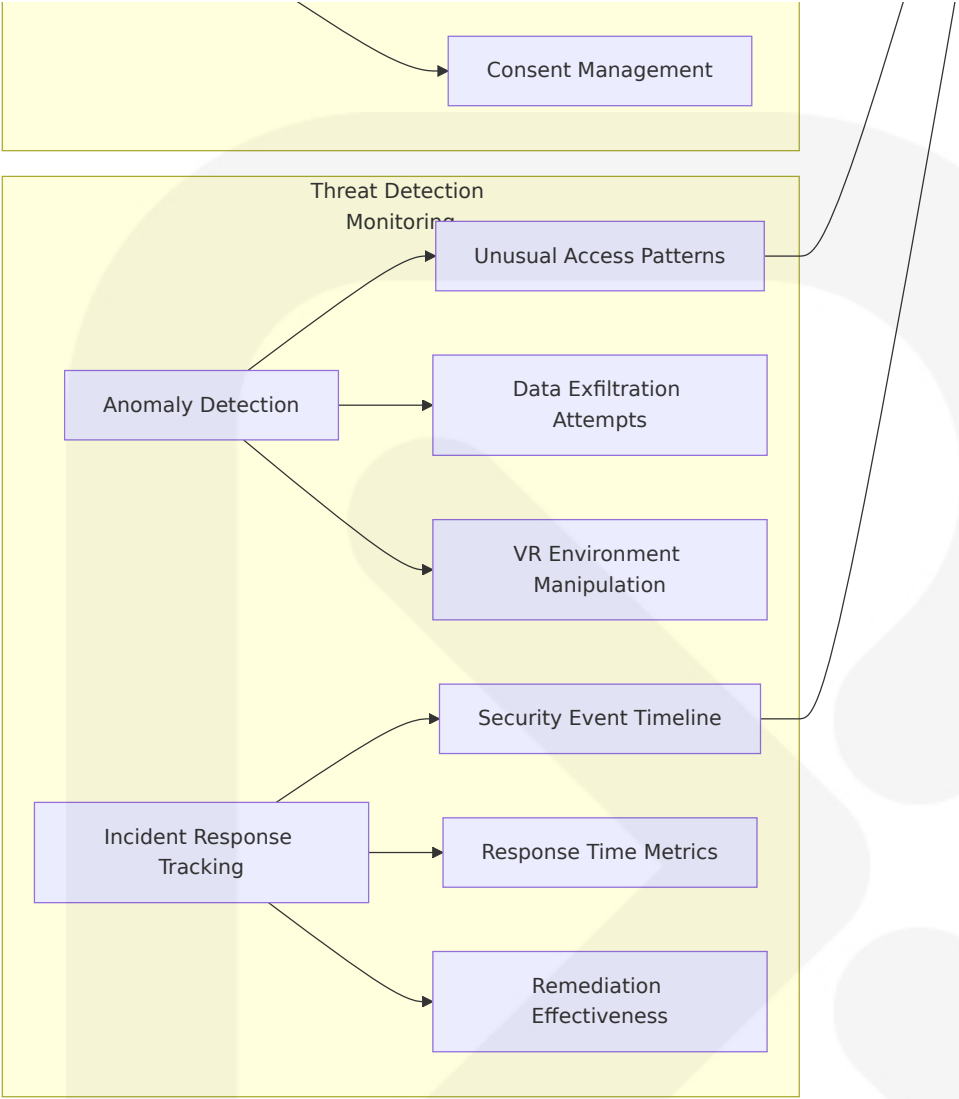 Consent Management
Threat Detection
Monitoring
Unusual Access Patterns
Data Exfiltration
Attempts
Anomaly Detection
VR Environment
Manipulation
Security Event Timeline
Incident Response
Tracking
Response Time Metrics
Remediation
Effectiveness